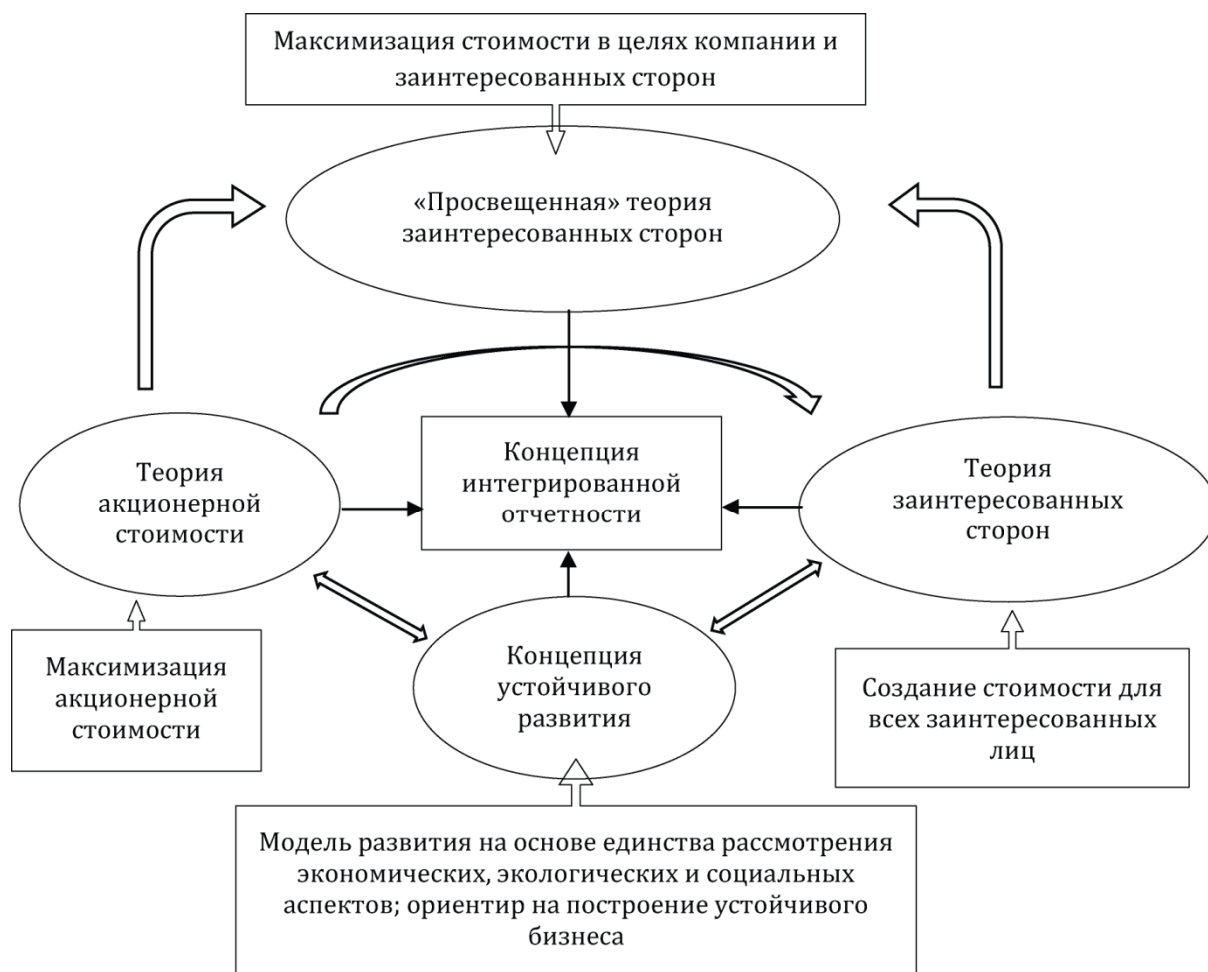 Максимизация стоимости в целях компании и
заинтересованных сторон
«Просвещенная» теория
заинтересованных сторон
Теория
акционерной
стоимости
Концепция
интегрированной
отчетности
Теория
заинтересованных
сторон
Максимизация
акционерной
стоимости
Концепция
устойчивого
развития
Создание стоимости для
всех заинтересованных
лиц
Модель развития на основе единства рассмотрения
экономических, экологических и социальных
аспектов; ориентир на построение устойчивого
бизнеса